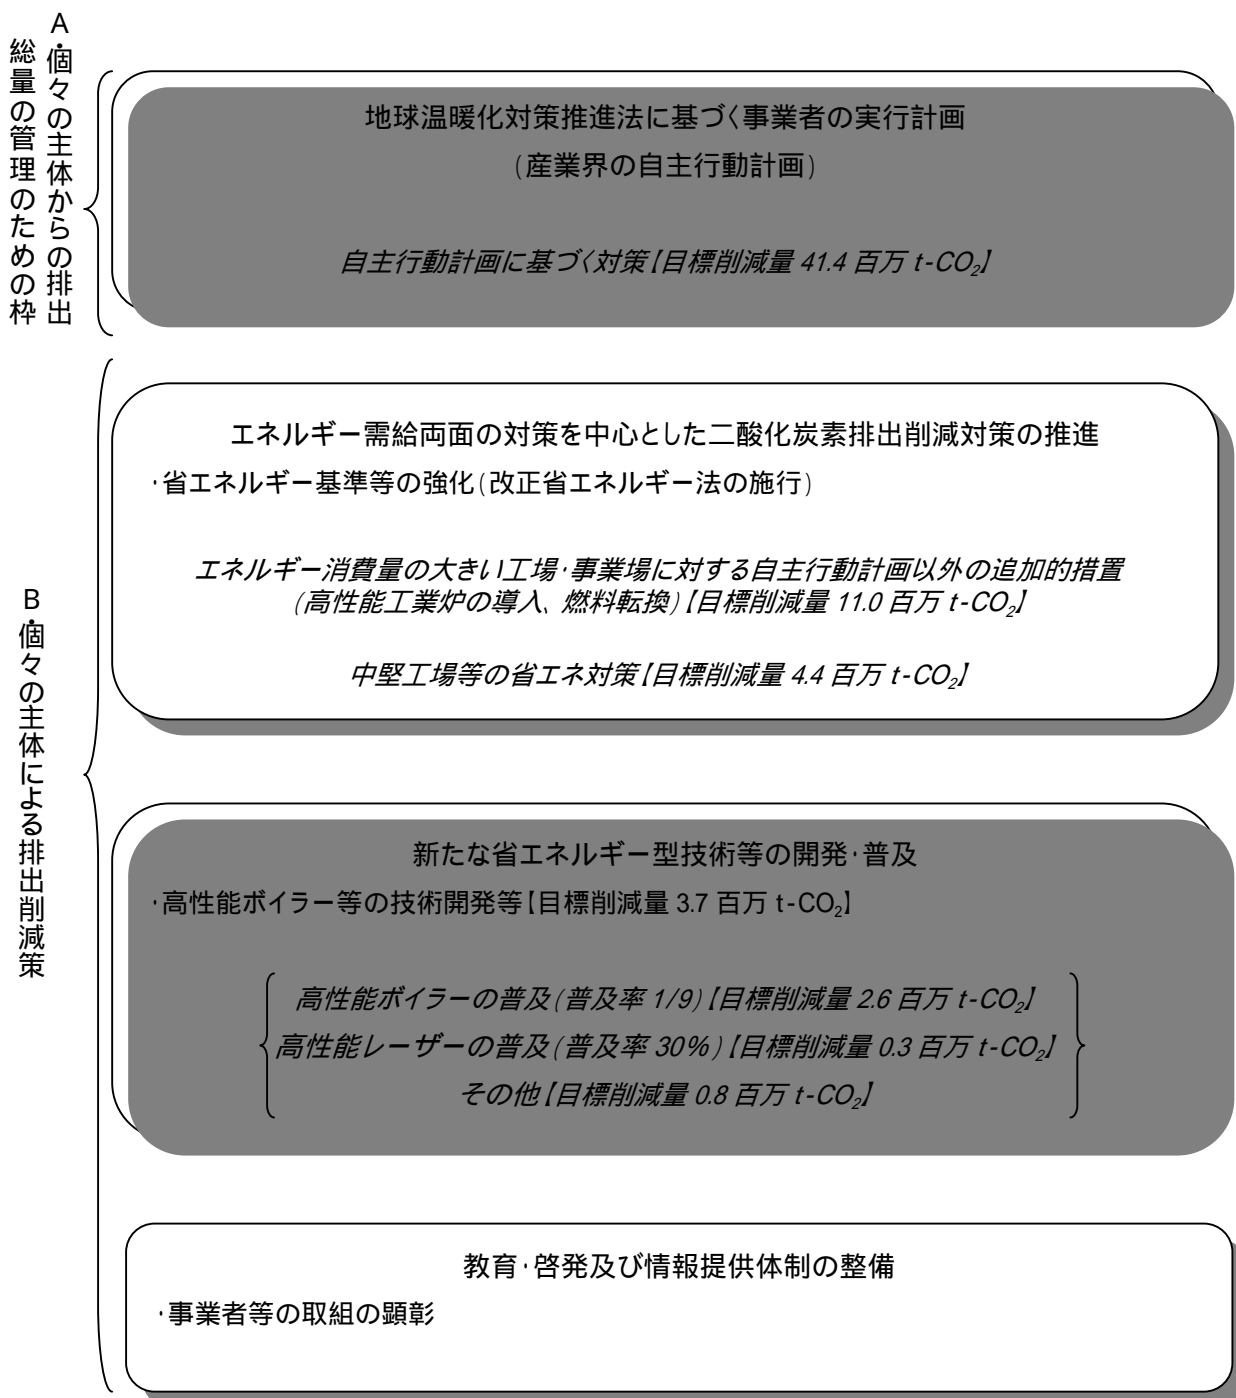 A.個々の主体からの排出
総量の管理のための枠
地球温暖化対策推進法に基づく事業者の実行計画
(産業界の自主行動計画)
自主行動計画に基づく対策【目標削減量 41.4 百万 t-CO₂】
B.個々の主体による排出削減策
エネルギー需給両面の対策を中心とした二酸化炭素排出削減対策の推進
・省エネルギー基準等の強化(改正省エネルギー法の施行)
エネルギー消費量の大きい工場・事業場に対する自主行動計画以外の追加的措置
(高性能工業炉の導入、燃料転換)【目標削減量 11.0 百万 t-CO₂】
中堅工場等の省エネ対策【目標削減量 4.4 百万 t-CO₂】
新たな省エネルギー型技術等の開発・普及
・高性能ボイラー等の技術開発等【目標削減量 3.7 百万 t-CO₂】
高性能ボイラーの普及(普及率 1/9)【目標削減量 2.6 百万 t-CO₂】
高性能レーザーの普及(普及率 30%)【目標削減量 0.3 百万 t-CO₂】
その他【目標削減量 0.8 百万 t-CO₂】
教育・啓発及び情報提供体制の整備
・事業者等の取組の顕彰